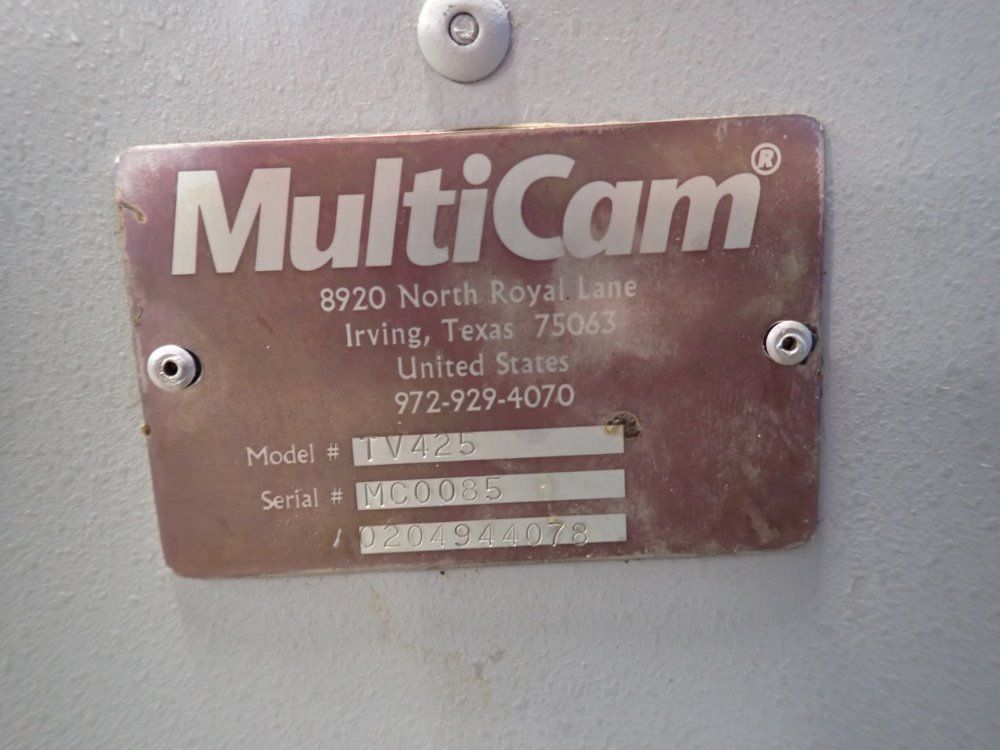 MultiCam®
8920 North Royal Lane
Irving, Texas 75063
United States
972-929-4070
Model # TV425
Serial # MC0085
/0204944078